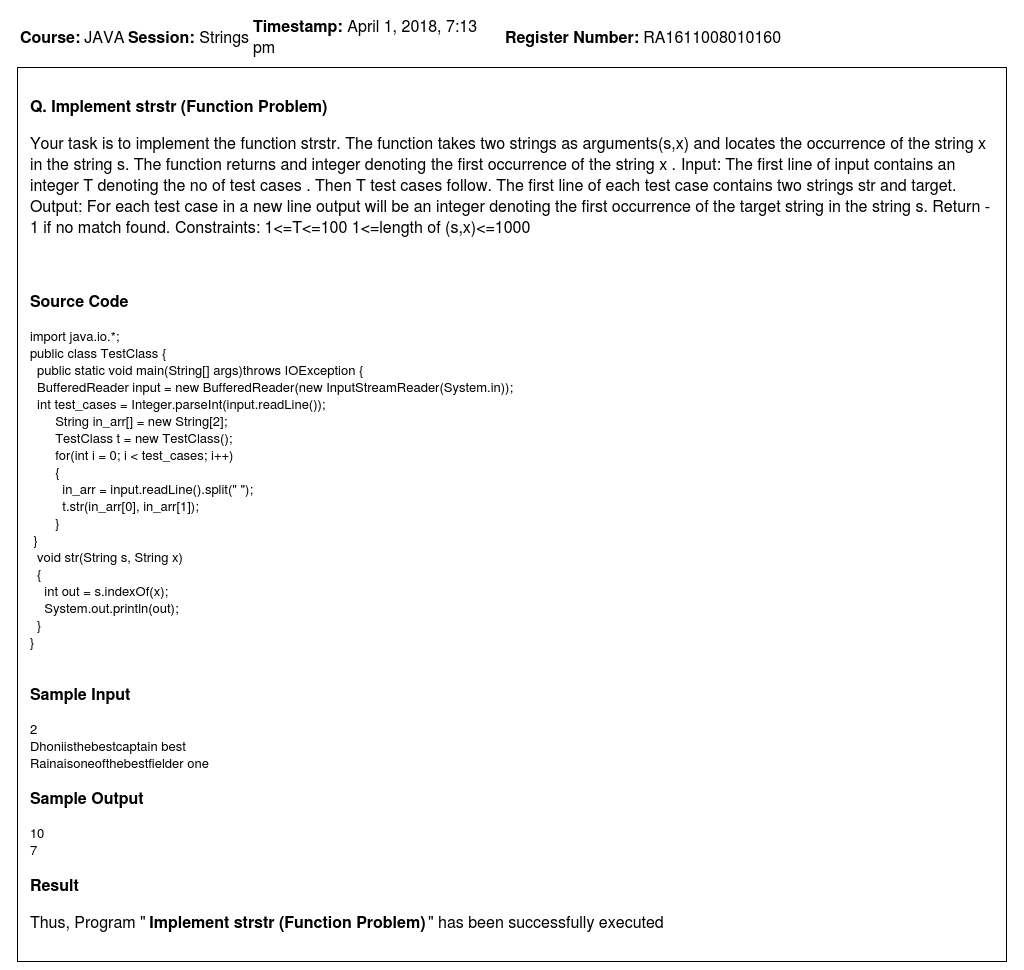 Course: JAVA Session: Strings Timestamp: April 1, 2018, 7:13 pm Register Number: RA1611008010160
Q. Implement strstr (Function Problem)
Your task is to implement the function strstr. The function takes two strings as arguments(s,x) and locates the occurrence of the string x
in the string s. The function returns and integer denoting the first occurrence of the string x . Input: The first line of input contains an
integer T denoting the no of test cases . Then T test cases follow. The first line of each test case contains two strings str and target.
Output: For each test case in a new line output will be an integer denoting the first occurrence of the target string in the string s. Return -
1 if no match found. Constraints: 1<=T<=100 1<=length of (s,x)<=1000
Source Code
import java.io.*;
public class TestClass {
public static void main(String[] args)throws IOException {
BufferedReader input = new BufferedReader(new InputStreamReader(System.in));
int test_cases = Integer.parseInt(input.readLine());
String in_arr[] = new String[2];
TestClass t = new TestClass();
for(int i = 0; i < test_cases; i++)
{
in_arr = input.readLine().split(" ");
t.str(in_arr[0], in_arr[1]);
}
}
void str(String s, String x)
{
int out = s.indexOf(x);
System.out.println(out);
}
}
Sample Input
2
Dhoniisthebestcaptain best
Rainaisoneofthebestfielder one
Sample Output
10
7
Result
Thus, Program " Implement strstr (Function Problem) " has been successfully executed